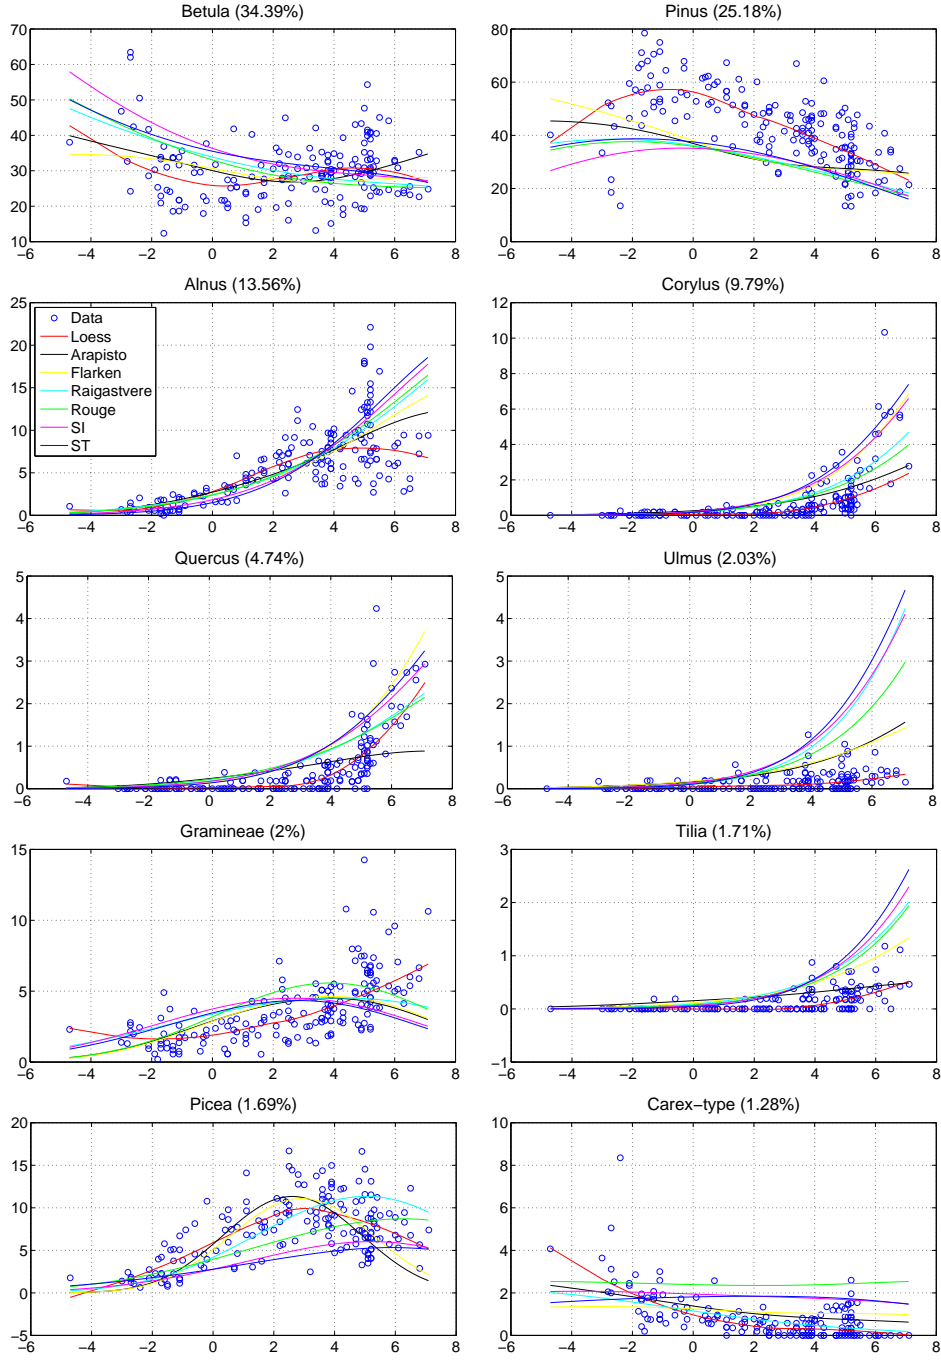 Betula (34.39%)
70
60
50
40
30
20
10
−6 −4 −2 0 2 4 6 8
Pinus (25.18%)
80
60
40
20
0
−6 −4 −2 0 2 4 6 8
Alnus (13.56%)
25
20
15
10
5
0
−6 −4 −2 0 2 4 6 8
Data
Loess
Arapisto
Flarken
Raigastvere
Rouge
SI
ST
Corylus (9.79%)
12
10
8
6
4
2
0
−6 −4 −2 0 2 4 6 8
Quercus (4.74%)
5
4
3
2
1
0
−6 −4 −2 0 2 4 6 8
Ulmus (2.03%)
5
4
3
2
1
0
−6 −4 −2 0 2 4 6 8
Gramineae (2%)
15
10
5
0
−6 −4 −2 0 2 4 6 8
Tilia (1.71%)
3
2
1
0
−1
−6 −4 −2 0 2 4 6 8
Picea (1.69%)
20
15
10
5
0
−5
−6 −4 −2 0 2 4 6 8
Carex−type (1.28%)
10
8
6
4
2
0
−6 −4 −2 0 2 4 6 8